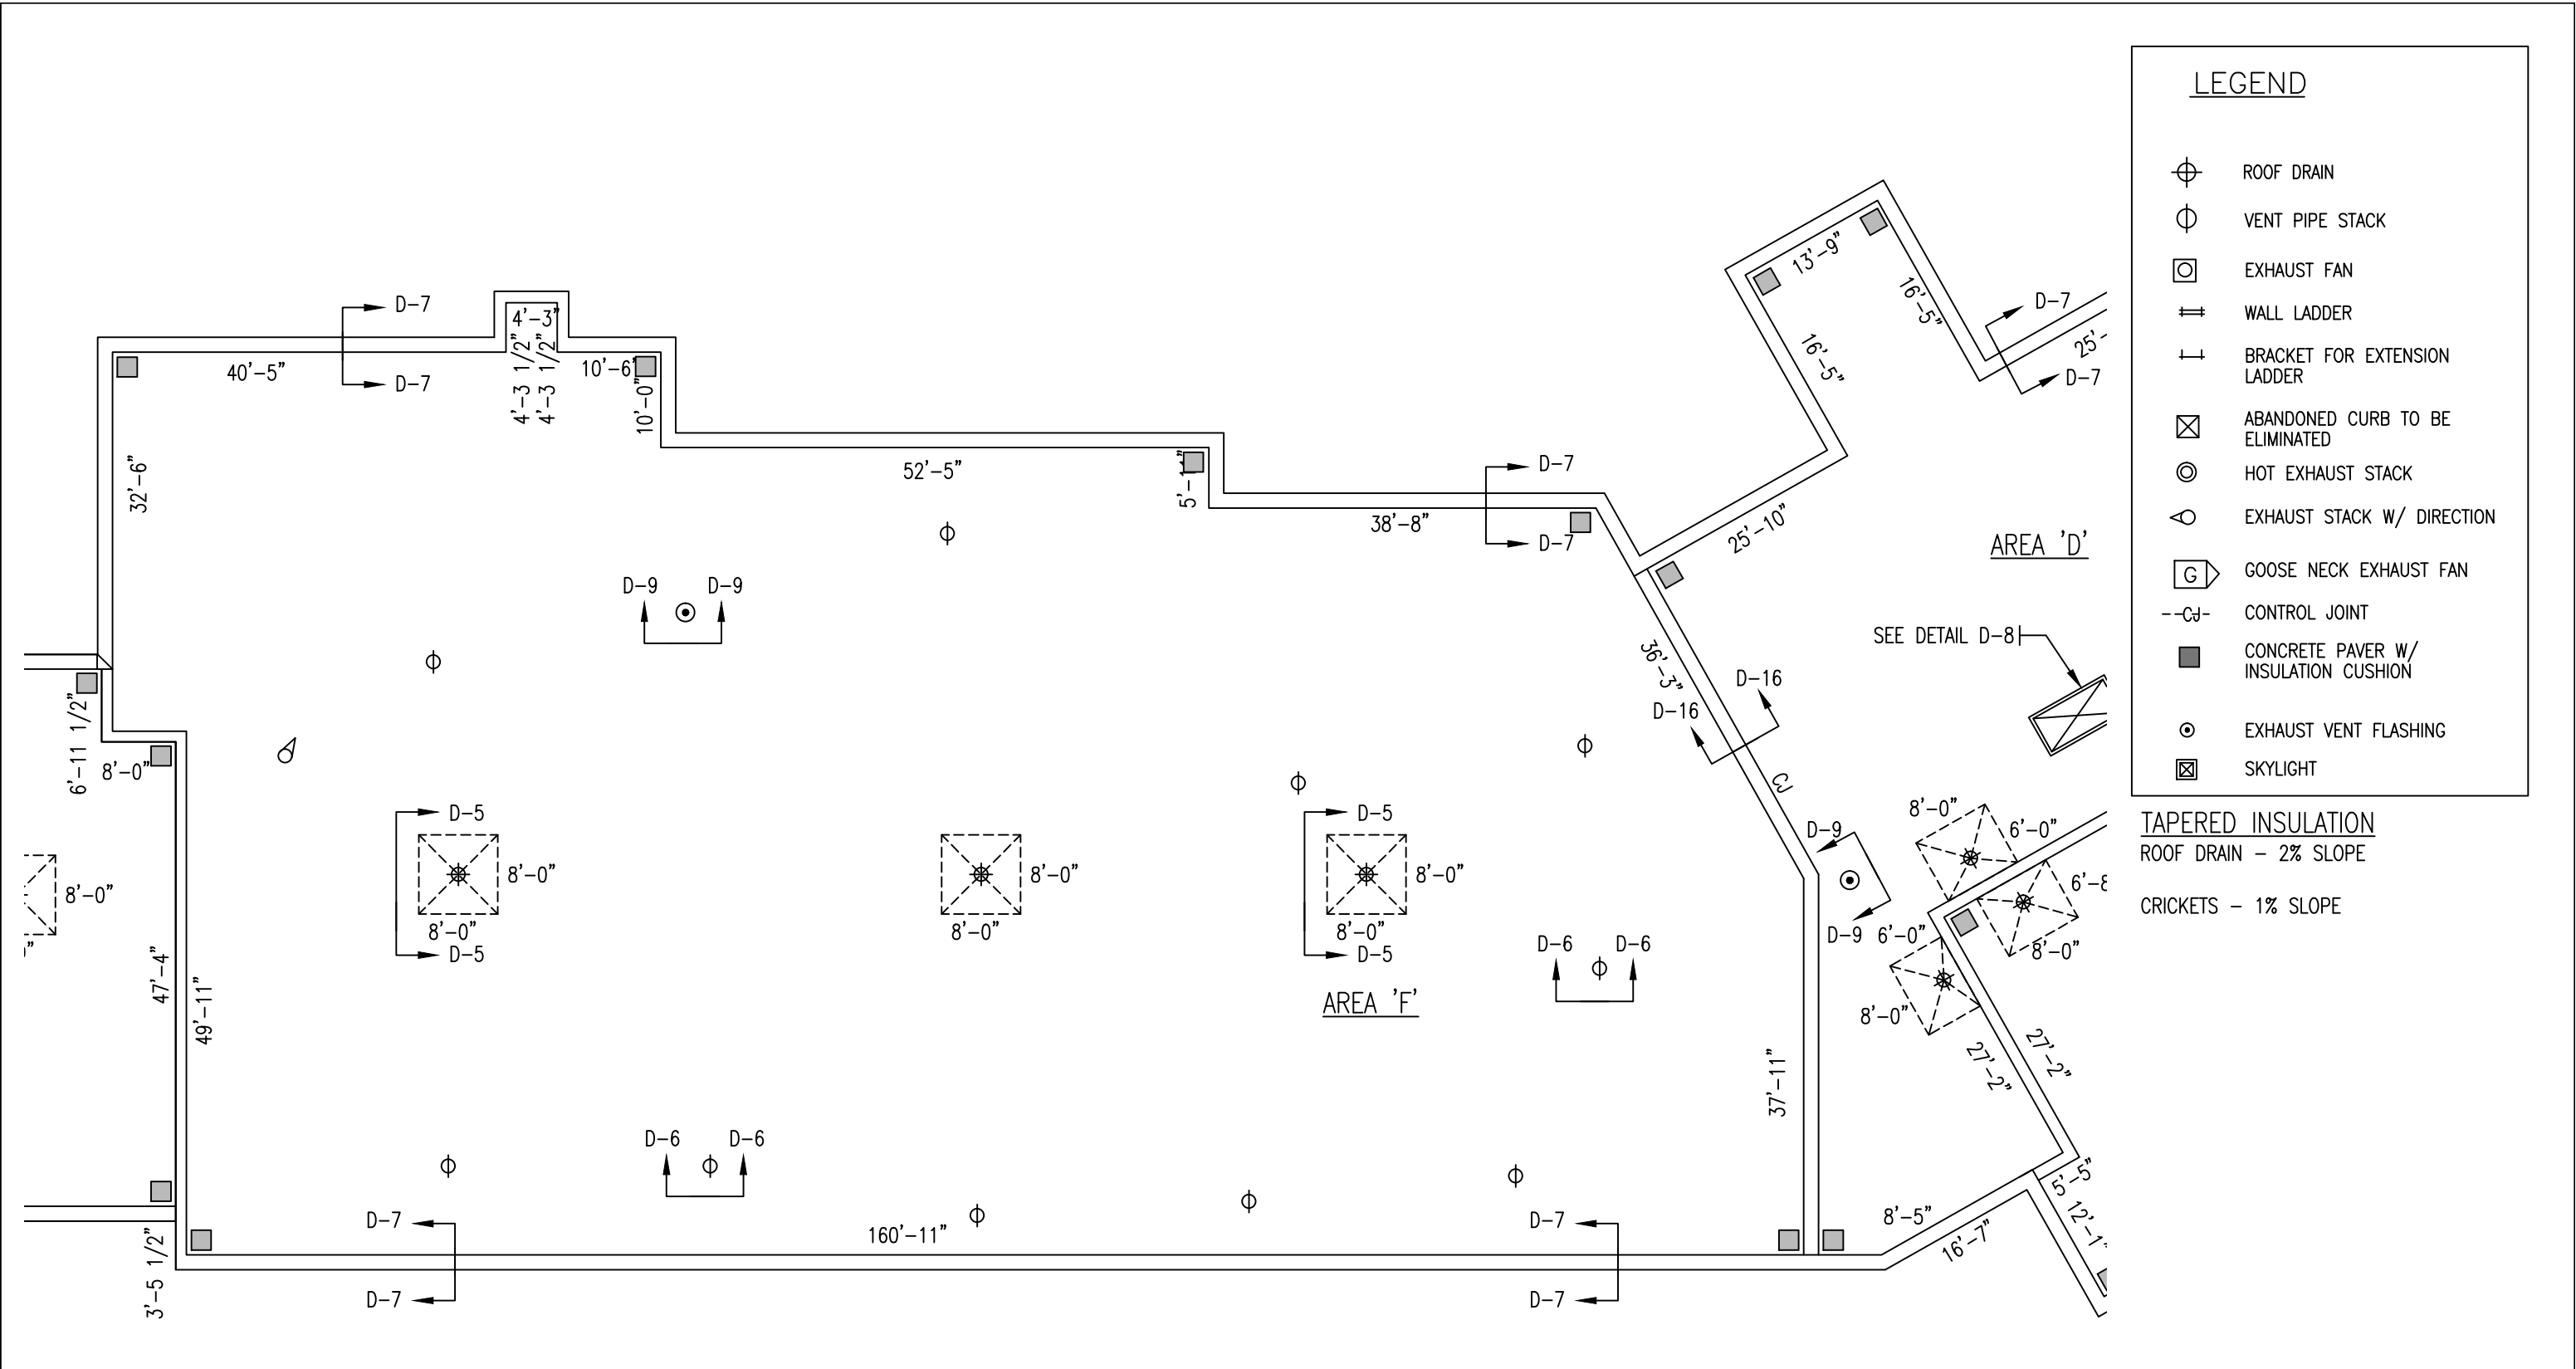 LEGEND
ROOF DRAIN
VENT PIPE STACK
EXHAUST FAN
WALL LADDER
BRACKET FOR EXTENSION
LADDER
ABANDONED CURB TO BE
ELIMINATED
HOT EXHAUST STACK
EXHAUST STACK W/ DIRECTION
G
GOOSE NECK EXHAUST FAN
CJ
CONTROL JOINT
CONCRETE PAVER W/
INSULATION CUSHION
EXHAUST VENT FLASHING
SKYLIGHT
TAPERED INSULATION
ROOF DRAIN – 2% SLOPE
CRICKETS – 1% SLOPE
D-7
D-7
40'-5"
4'-3"
4'-3 1/2"
4'-3 1/2"
10'-6"
10'-0"
32'-6"
52'-5"
38'-8"
D-7
D-7
13'-9"
16'-5"
16'-5"
D-7
D-7
25'-10"
AREA 'D'
SEE DETAIL D-8
D-9
D-9
36'-3"
D-16
D-16
CJ
6'-11 1/2"
8'-0"
8'-0"
D-5
8'-0"
8'-0"
D-5
8'-0"
8'-0"
D-5
8'-0"
8'-0"
D-5
AREA 'F'
D-6
D-6
D-9
D-9
8'-0"
6'-0"
8'-0"
6'-0"
8'-0"
47'-4"
49'-11"
37'-11"
27'-2"
27'-2"
D-6
D-6
D-7
D-7
160'-11"
D-7
D-7
3'-5 1/2"
8'-5"
16'-7"
5'-5"